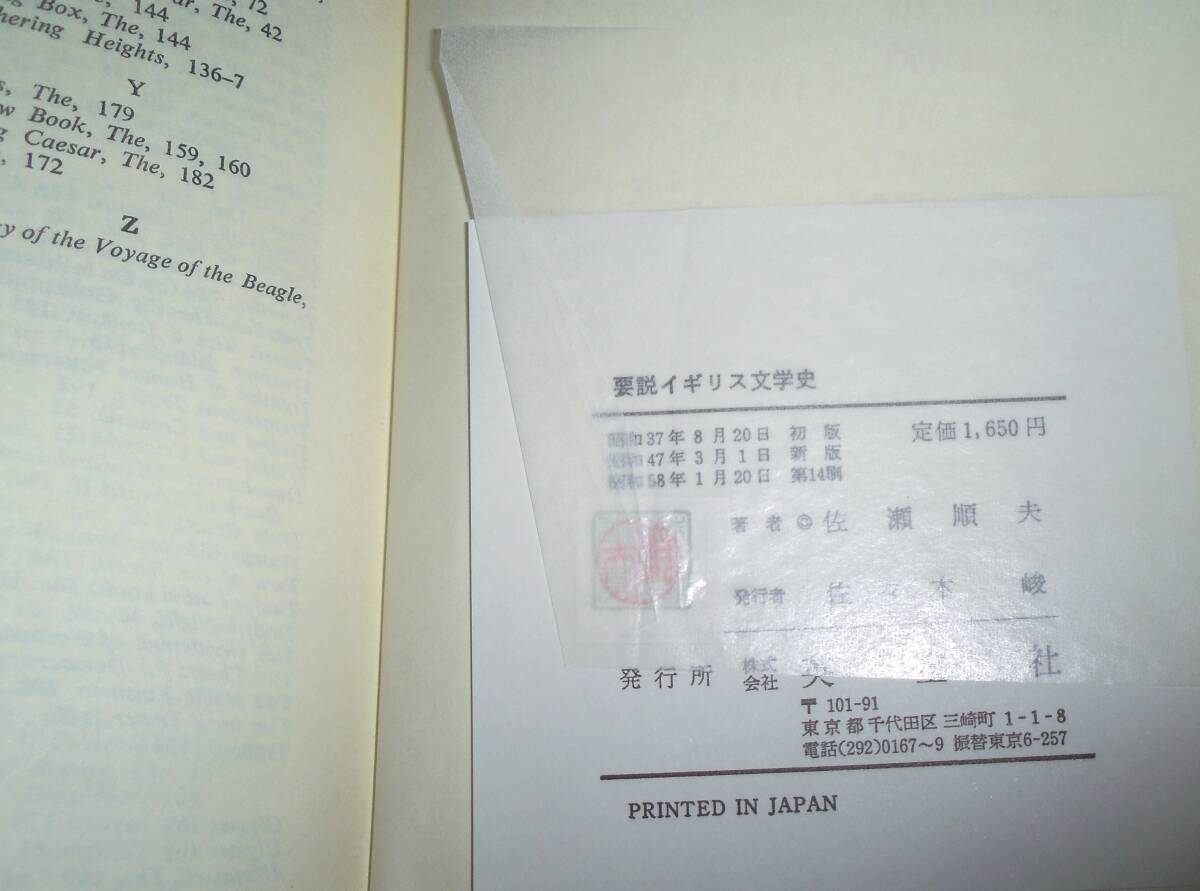 72
144
ar, The, 42
g Box, The, 144
hering Heights, 136–7
Y
s, The, 179
w Book, The, 159, 160
g Caesar, The, 182
, 172
Z
y of the Voyage of the Beagle,
要説イギリス文学史
昭和37年8月20日 初版
昭和47年3月1日 新版
昭和58年1月20日 第14刷
定価1,650円
著者 © 佐瀬順夫
発行者 佐々木峻
発行所 株式会社 社
〒 101-91
東京都千代田区三崎町 1-1-8
電話(292)0167~9 振替東京6-257
PRINTED IN JAPAN